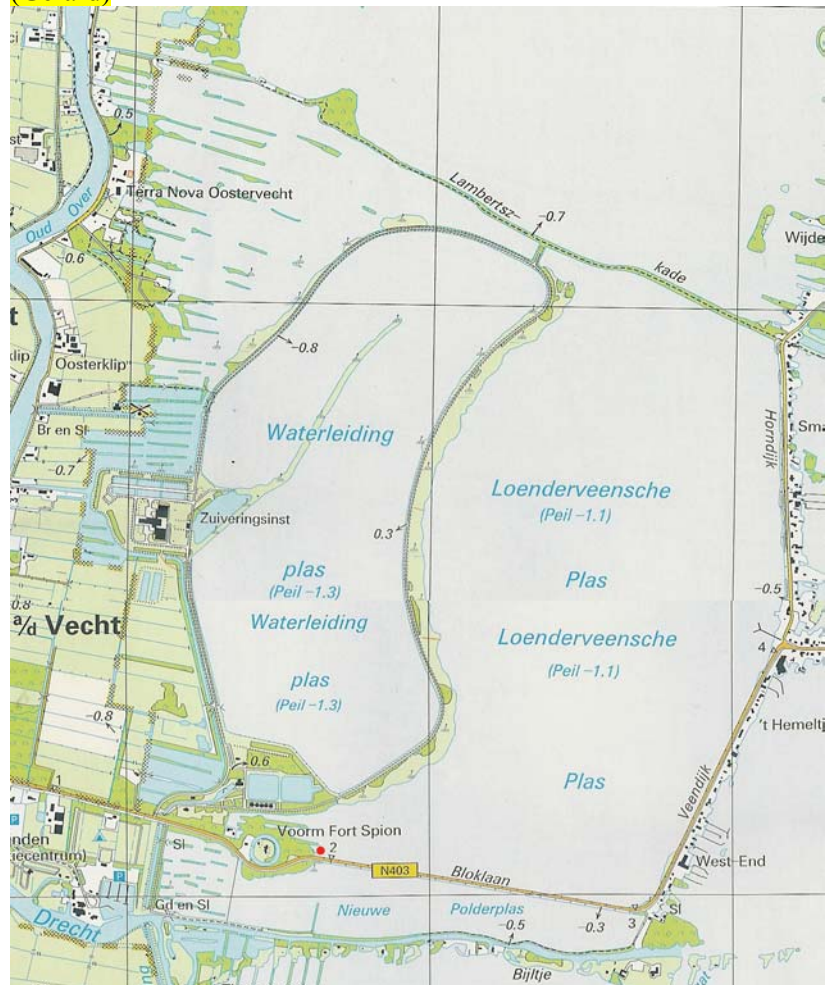 Lambertsz-
kade
-0.7
0.5
Terra Nova Oostervecht
Oud Over
-0.6
Wijde
-0.8
Oosterklip
Br en Sl
-0.7
Waterleiding
Horndijk
Sma
Loenderveensche
(Peil -1.1)
Zuiveringsinst
0.3
plas
(Peil -1.3)
Plas
-0.5
0.8
a/d Vecht
Waterleiding
Loenderveensche
(Peil -1.1)
4
plas
(Peil -1.3)
-0.8
't Hemeltj
0.6
Plas
Veendijk
1
P
Voorm Fort Spion
2
Sl
West-End
N403
Bloklaan
P
Gd en Sl
Nieuwe
Polderplas
-0.3
3
Sl
Drecht
-0.5
Bijltje